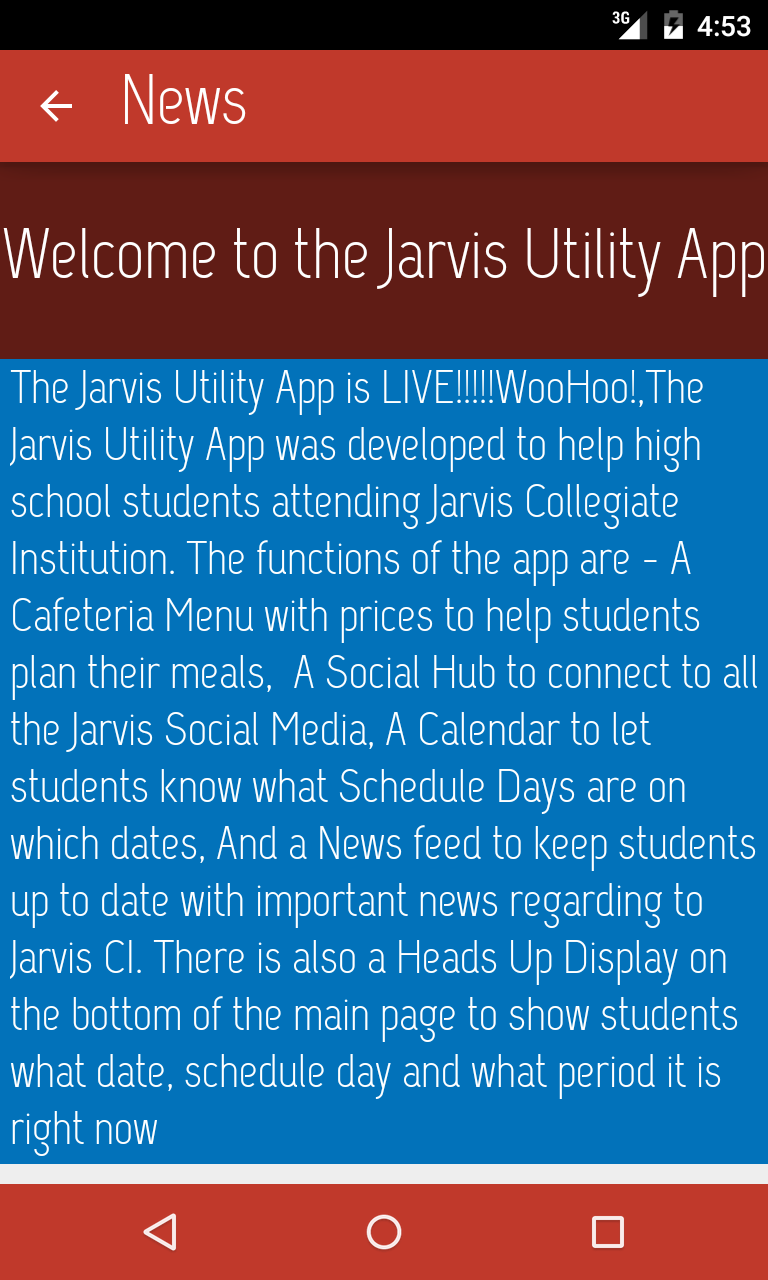 3G 4:53
News
Welcome to the Jarvis Utility App
The Jarvis Utility App is LIVE!!!!!WooHoo!,The
Jarvis Utility App was developed to help high
school students attending Jarvis Collegiate
Institution. The functions of the app are - A
Cafeteria Menu with prices to help students
plan their meals,  A Social Hub to connect to all
the Jarvis Social Media, A Calendar to let
students know what Schedule Days are on
which dates, And a News feed to keep students
up to date with important news regarding to
Jarvis CI. There is also a Heads Up Display on
the bottom of the main page to show students
what date, schedule day and what period it is
right now